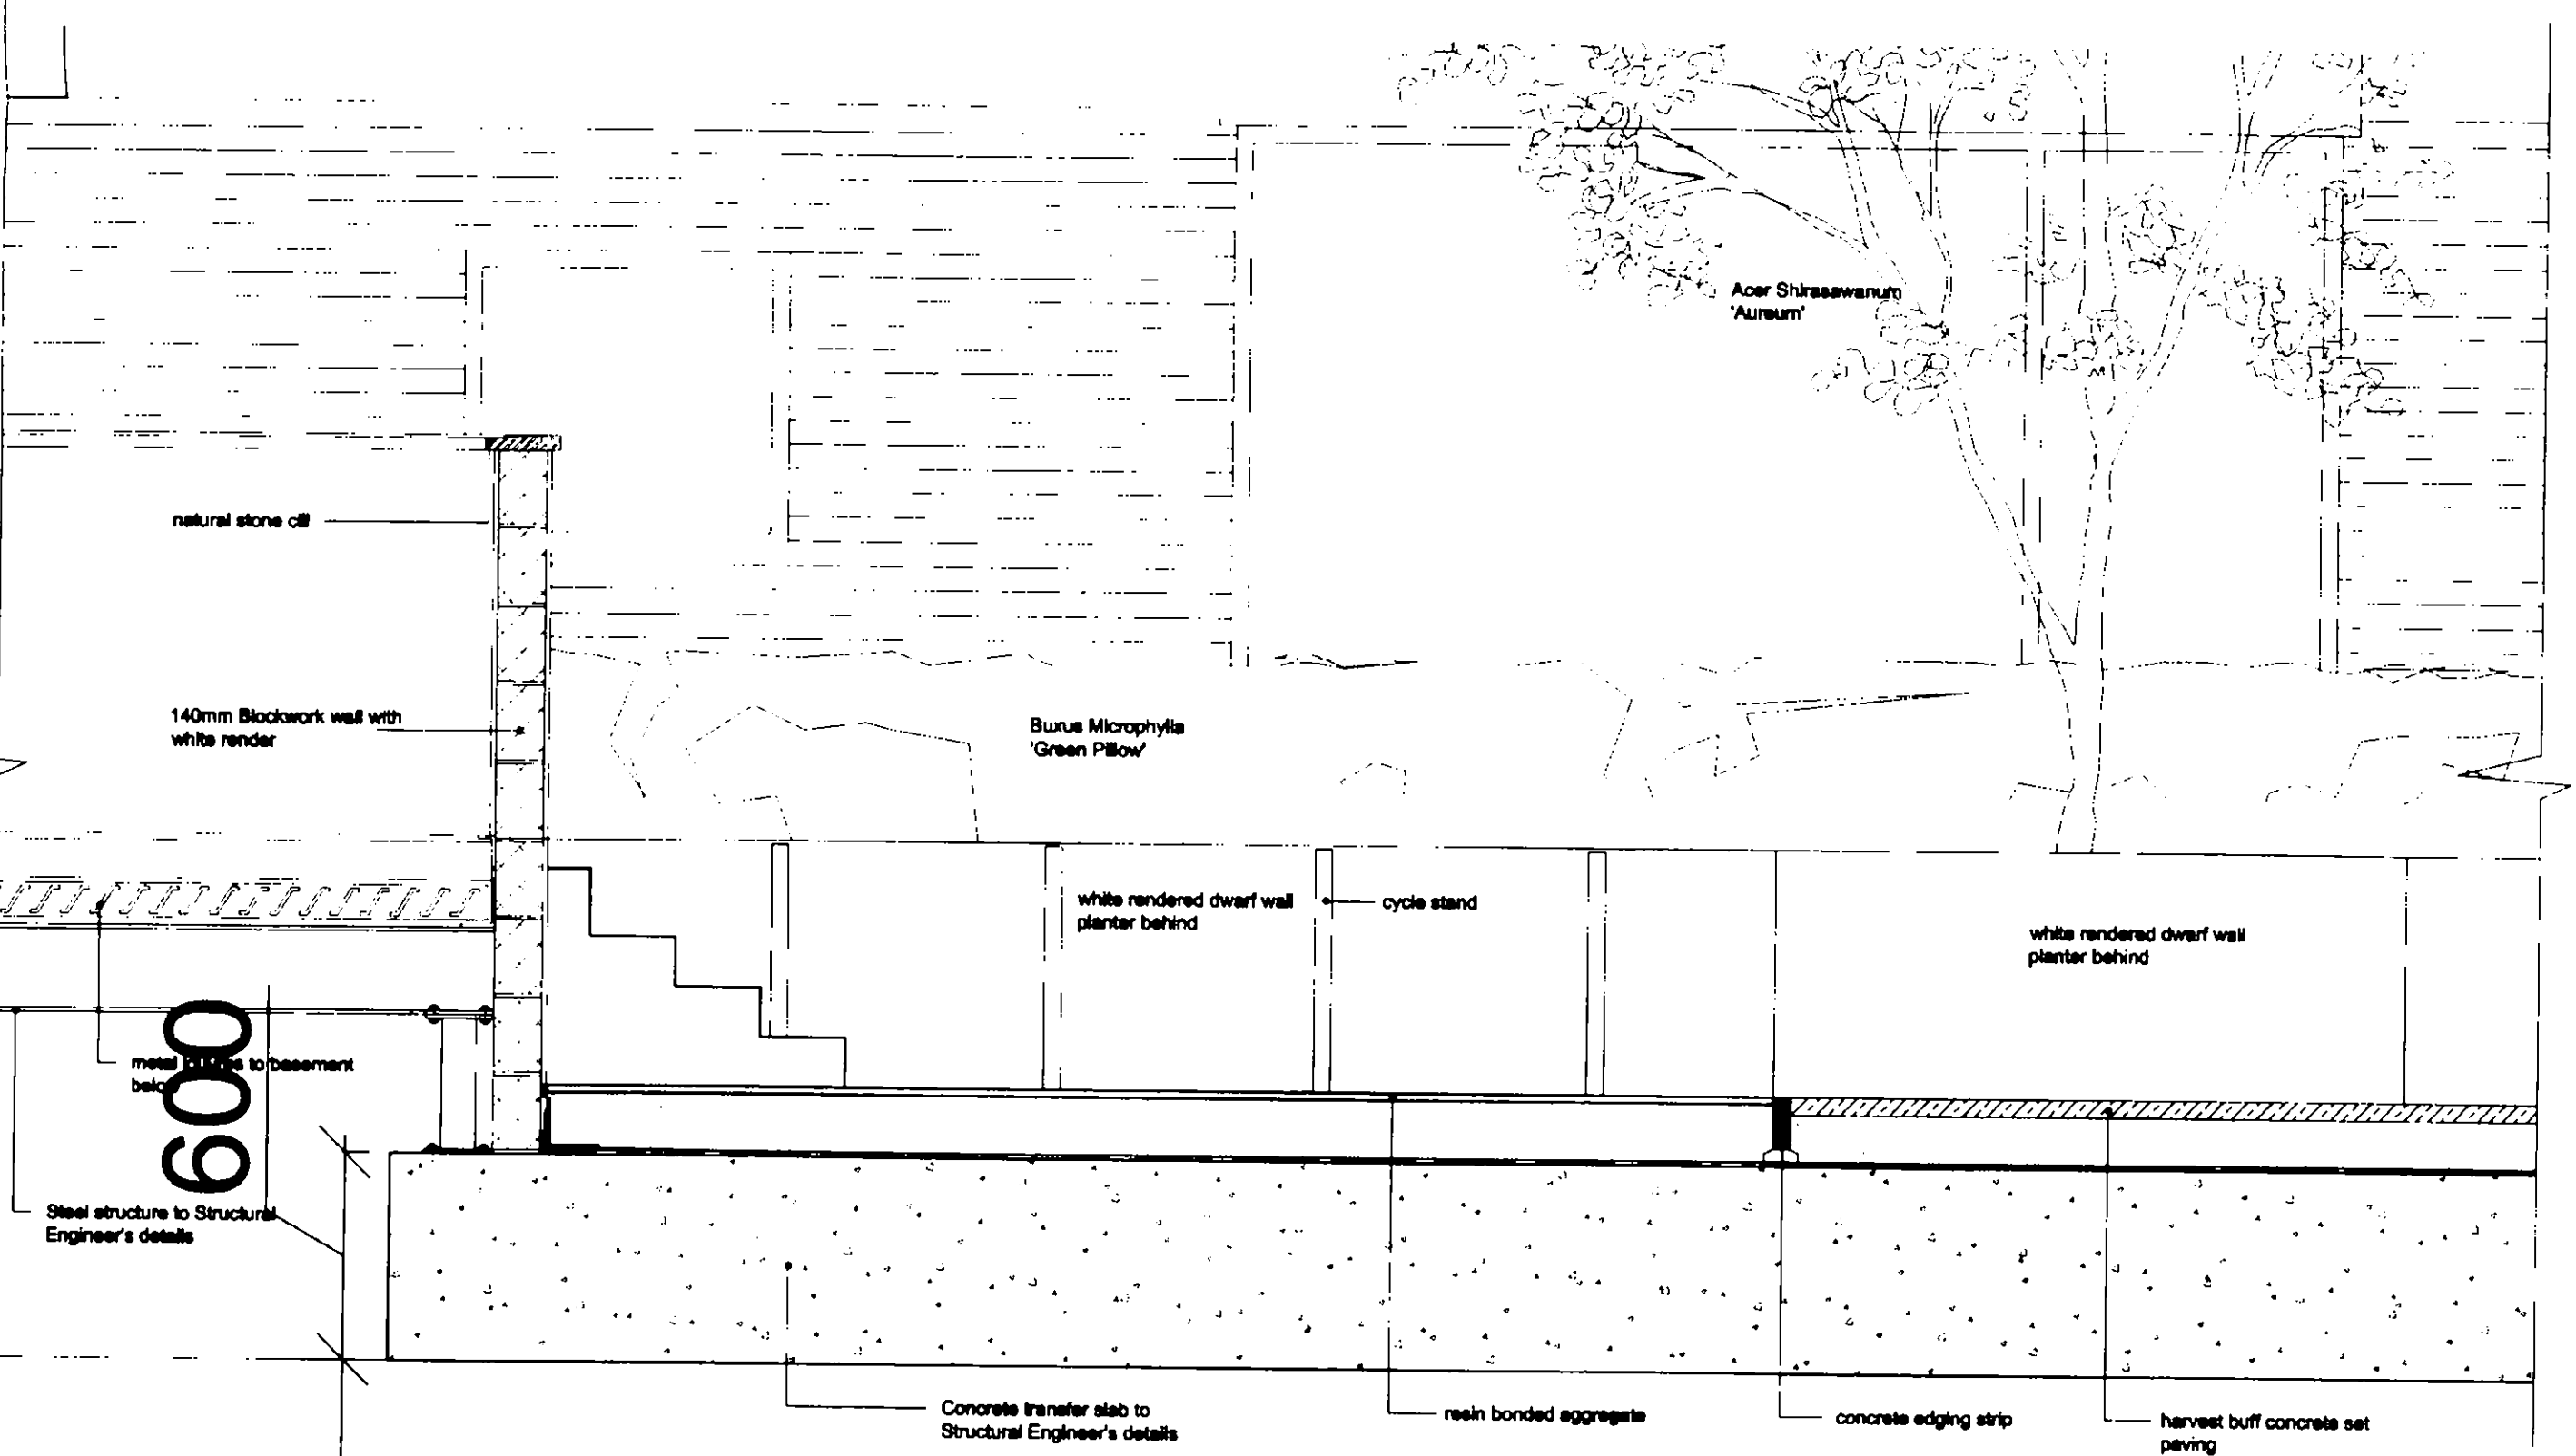 Acer Shirasawanum
'Aureum'
natural stone cill
140mm Blockwork wall with
white render
Buxus Microphylla
'Green Pillow'
white rendered dwarf wall
planter behind
cycle stand
white rendered dwarf wall
planter behind
metal louvres to basement
below
600
Steel structure to Structural
Engineer's details
Concrete transfer slab to
Structural Engineer's details
resin bonded aggregate
concrete edging strip
harvest buff concrete set
paving